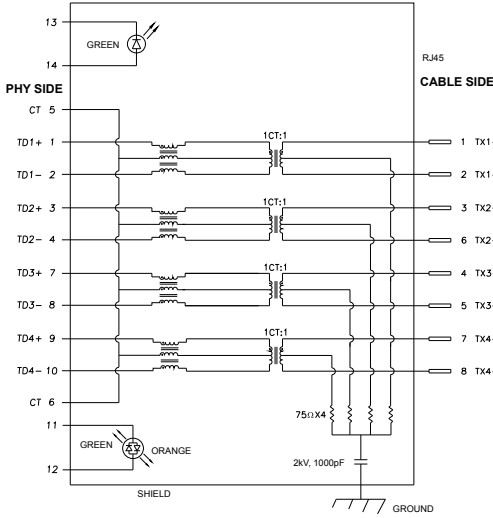 13
GREEN
14
RJ45
PHY SIDE
CABLE SIDE
CT 5
TD1+ 1
1CT:1
1 TX1
TD1- 2
2 TX1
TD2+ 3
1CT:1
3 TX2
TD2- 4
6 TX2
TD3+ 7
1CT:1
4 TX3
TD3- 8
5 TX3
TD4+ 9
1CT:1
7 TX4
TD4- 10
8 TX4
CT 6
75ΩX4
11
GREEN
ORANGE
12
2kV, 1000pF
SHIELD
GROUND